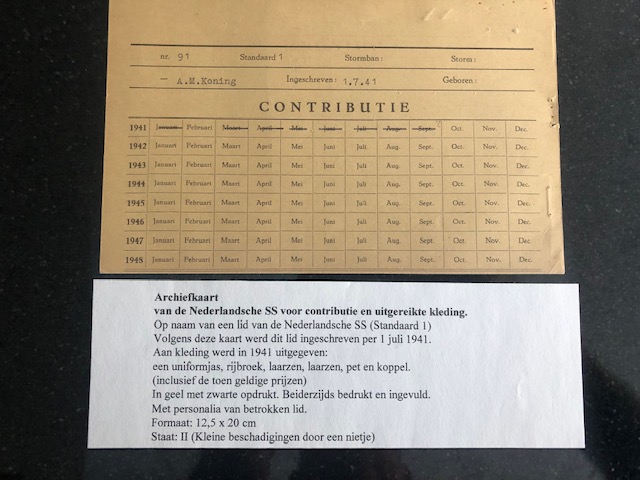 nr. 91 Standaard 1 Stormban: Storm:
— A.M.Koning Ingeschreven: 1.7.41 Geboren:
CONTRIBUTIE
1941 Januari Februari Maart April Mei Juni Juli Aug. Sept. Oct. Nov. Dec.
1942 Januari Februari Maart April Mei Juni Juli Aug. Sept. Oct. Nov. Dec.
1943 Januari Februari Maart April Mei Juni Juli Aug. Sept. Oct. Nov. Dec.
1944 Januari Februari Maart April Mei Juni Juli Aug. Sept. Oct. Nov. Dec.
1945 Januari Februari Maart April Mei Juni Juli Aug. Sept. Oct. Nov. Dec.
1946 Januari Februari Maart April Mei Juni Juli Aug. Sept. Oct. Nov. Dec.
1947 Januari Februari Maart April Mei Juni Juli Aug. Sept. Oct. Nov. Dec.
1948 Januari Februari Maart April Mei Juni Juli Aug. Sept. Oct. Nov. Dec.
Archiefkaart
van de Nederlandsche SS voor contributie en uitgereikte kleding.
Op naam van een lid van de Nederlandsche SS (Standaard 1)
Volgens deze kaart werd dit lid ingeschreven per 1 juli 1941.
Aan kleding werd in 1941 uitgegeven:
een uniformjas, rijbroek, laarzen, laarzen, pet en koppel.
(inclusief de toen geldige prijzen)
In geel met zwarte opdrukt. Beiderzijds bedrukt en ingevuld.
Met personalia van betrokken lid.
Formaat: 12,5 x 20 cm
Staat: II (Kleine beschadigingen door een nietje)